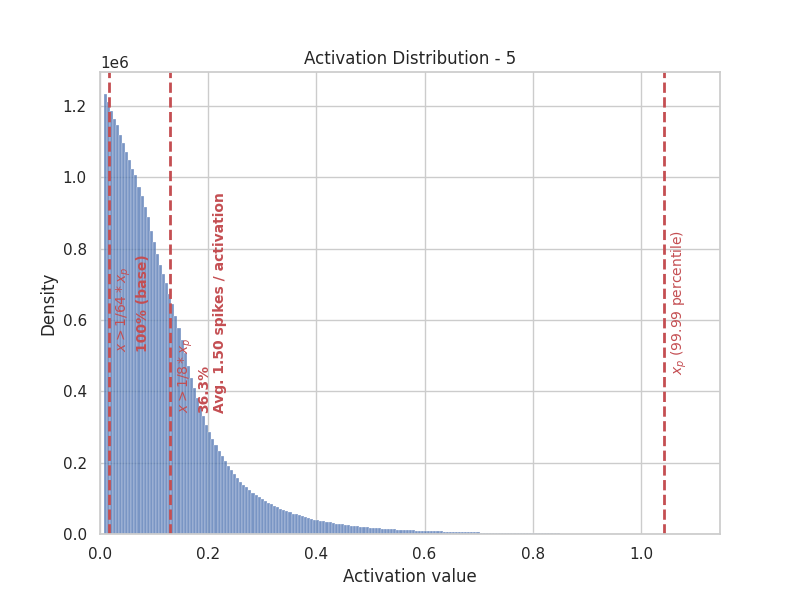 Activation Distribution - 5
1e6
1.2
1.0
0.8
0.6
0.4
0.2
0.0
Density
x > 1/64 * x_p
100% (base)
x > 1/8 * x_p
36.3%
Avg. 1.50 spikes / activation
x_p (99.99 percentile)
0.0
0.2
0.4
0.6
0.8
1.0
Activation value